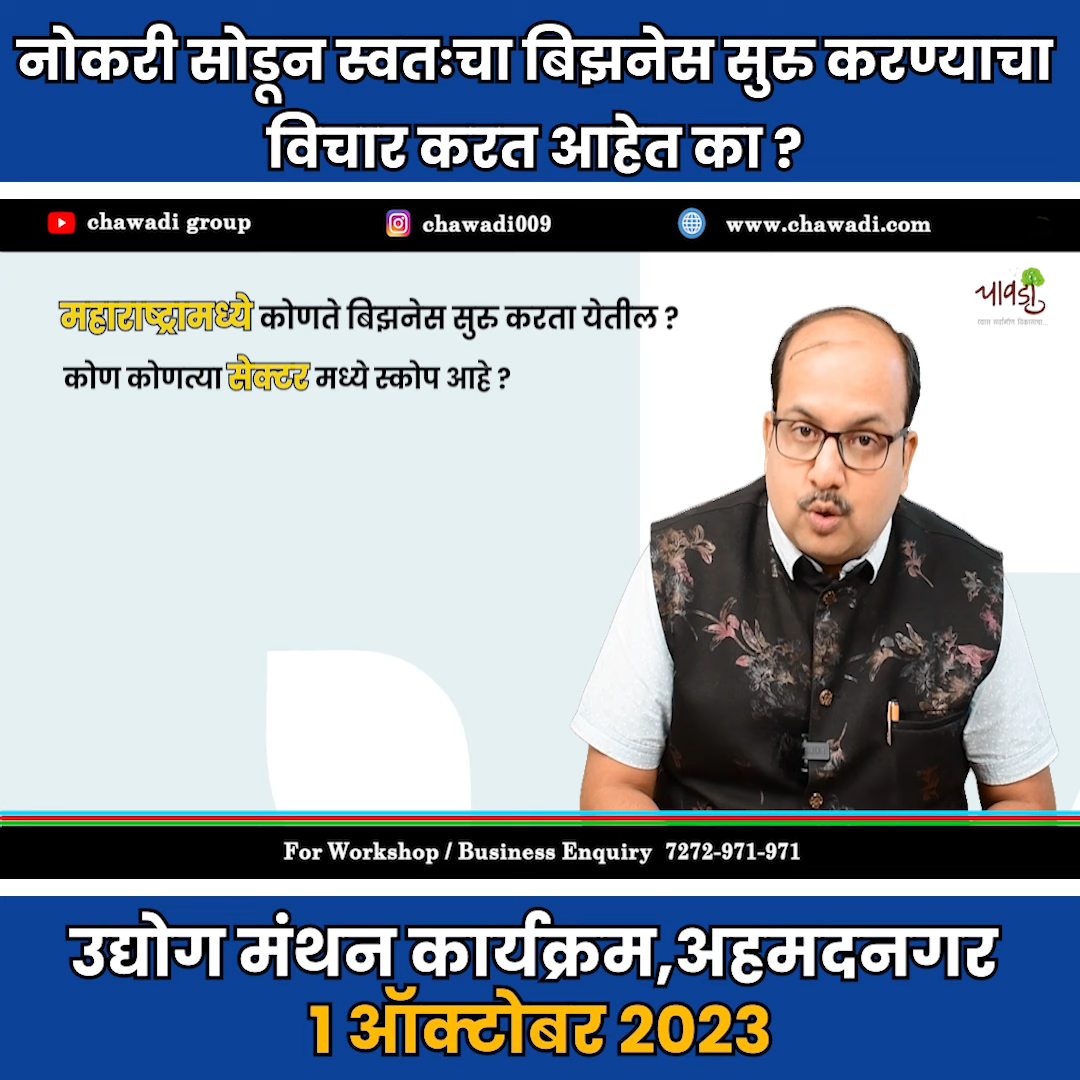 नोकरी सोडून स्वतःचा बिझनेस सुरु करण्याचा
विचार करत आहेत का ?
chawadi group
chawadi009
www.chawadi.com
चावडी
महाराष्ट्रामध्ये कोणते बिझनेस सुरु करता येतील ?
कोण कोणत्या सेक्टर मध्ये स्कोप आहे ?
For Workshop / Business Enquiry 7272-971-971
उद्योग मंथन कार्यक्रम,अहमदनगर
1 ऑक्टोबर 2023